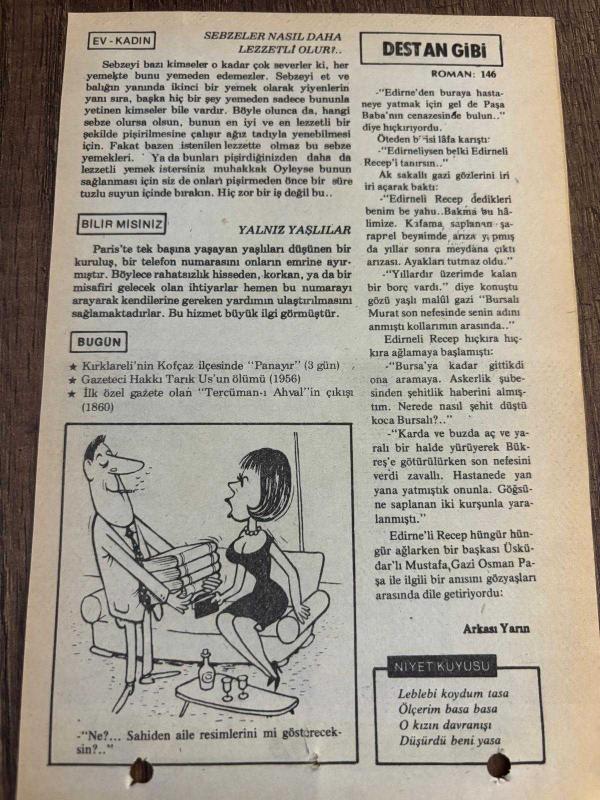 EV - KADIN
SEBZELER NASIL DAHA
LEZZETLİ OLUR?..
Sebzeyi bazı kimseler o kadar çok severler ki, her
yemekte bunu yemeden edemezler. Sebzeyi et ve
balığın yanında ikinci bir yemek olarak yiyenlerin
yanı sıra, başka hiç bir şey yemeden sadece bununla
yetinen kimseler bile vardır. Böyle olunca da, hangi
sebze olursa olsun, bunun en iyi ve en lezzetli bir
şekilde pişirilmesine çalışır ağız tadıyla yenebilmesi
için. Fakat bazen istenilen lezzette olmaz bu sebze
yemekleri. Ya da bunları pişirdiğinizden daha da
lezzetli yemek istersiniz muhakkak Oyleyse bunun
sağlanması için siz de onları pişirmeden önce bir süre
tuzlu suyun içinde bırakın. Hiç zor bir iş değil bu..
BİLİR MİSİNİZ
YALNIZ YAŞLILAR
Paris'te tek başına yaşayan yaşlıları düşünen bir
kuruluş, bir telefon numarasını onların emrine ayır-
mıştır. Böylece rahatsızlık hisseden, korkan, ya da bir
misafiri gelecek olan ihtiyarlar hemen bu numarayı
arayarak kendilerine gereken yardımın ulaştırılmasını
sağlamaktadırlar. Bu hizmet büyük ilgi görmüştür.
BUGÜN
★ Kırklareli'nin Kofçaz ilçesinde "Panayır" (3 gün)
★ Gazeteci Hakkı Tarık Us'un ölümü (1956)
★ İlk özel gazete olan "Tercüman-ı Ahval"in çıkışı
(1860)
-"Ne?... Sahiden aile resimlerini mi göstereceksin?.."
DESTAN GİBİ
ROMAN: 146
-"Edirne'den buraya hasta-
neye yatmak için gel de Paşa
Baba'nın cenazesinde bulun.."
diye hıçkırıyordu.
Öteden birisi lâfa karıştı:
-"Edirneliysen belki Edirneli
Recep'i tanırsın.."
Ak sakallı gazi gözlerini iri
iri açarak baktı:
-"Edirneli Recep dedikleri
benim be yahu..Bakma bu hâ-
limize. Kafama saplanan şa-
rapnel beynimde arıza yapmış
da yıllar sonra meydana çıktı
arızası. Ayakları tutmaz oldu."
-"Yıllardır üzerimde kalan
bir borç vardı." diye konuştu
gözü yaşlı malûl gazi "Bursalı
Murat son nefesinde senin adını
anmıştı kollarımın arasında.."
Edirneli Recep hıçkıra hıç-
kıra ağlamaya başlamıştı:
-"Bursa'ya kadar gittikdi
ona aramaya. Askerlik şube-
sinden şehitlik haberini almış-
tım. Nerede nasıl şehit düştü
koca Bursalı?.."
-"Karda ve buzda aç ve ya-
ralı bir halde yürüyerek Bük-
reş'e götürülürken son nefesini
verdi zavallı. Hastanede yan
yana yatmıştık onunla. Göğsü-
ne saplanan iki kurşunla yara-
lanmıştı."
Edirne'li Recep hüngür hün-
gür ağlarken bir başkası Üskü-
dar'lı Mustafa,Gazi Osman Pa-
şa ile ilgili bir anısını gözyaşları
arasında dile getiriyordu:
Arkası Yarın
NİYET KUYUSU
Leblebi koydum tasa
Ölçerim basa basa
O kızın davranışı
Düşürdü beni yasa